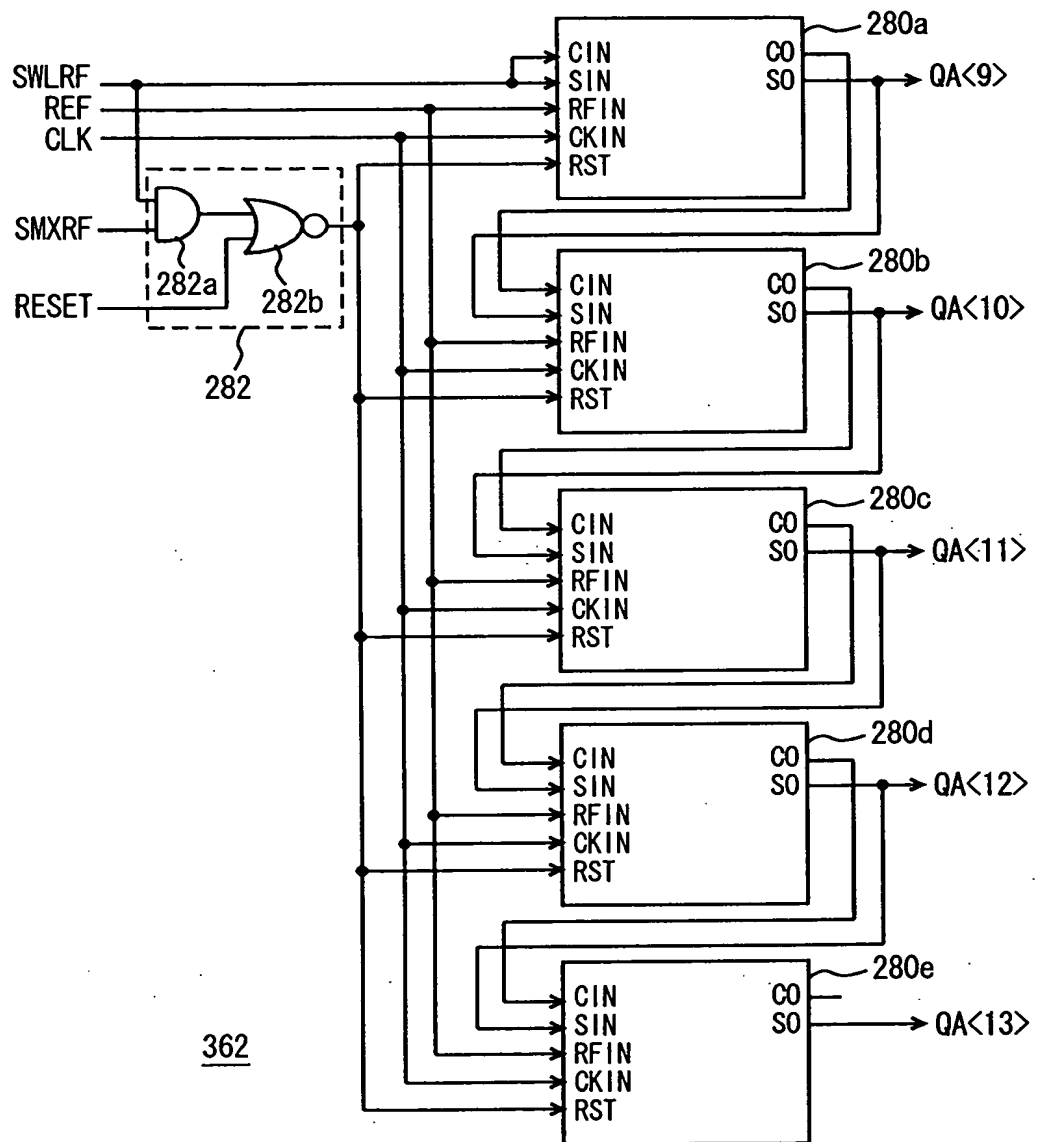 280a
CIN
CO
SWLRF
SIN
SO
QA<9>
REF
RFIN
CLK
CKIN
RST
SMXRF
282a
282b
RESET
282
280b
CIN
CO
SIN
SO
QA<10>
RFIN
CKIN
RST
280c
CIN
CO
SIN
SO
QA<11>
RFIN
CKIN
RST
280d
CIN
CO
SIN
SO
QA<12>
RFIN
CKIN
RST
280e
CIN
CO
SIN
SO
QA<13>
RFIN
CKIN
RST
362